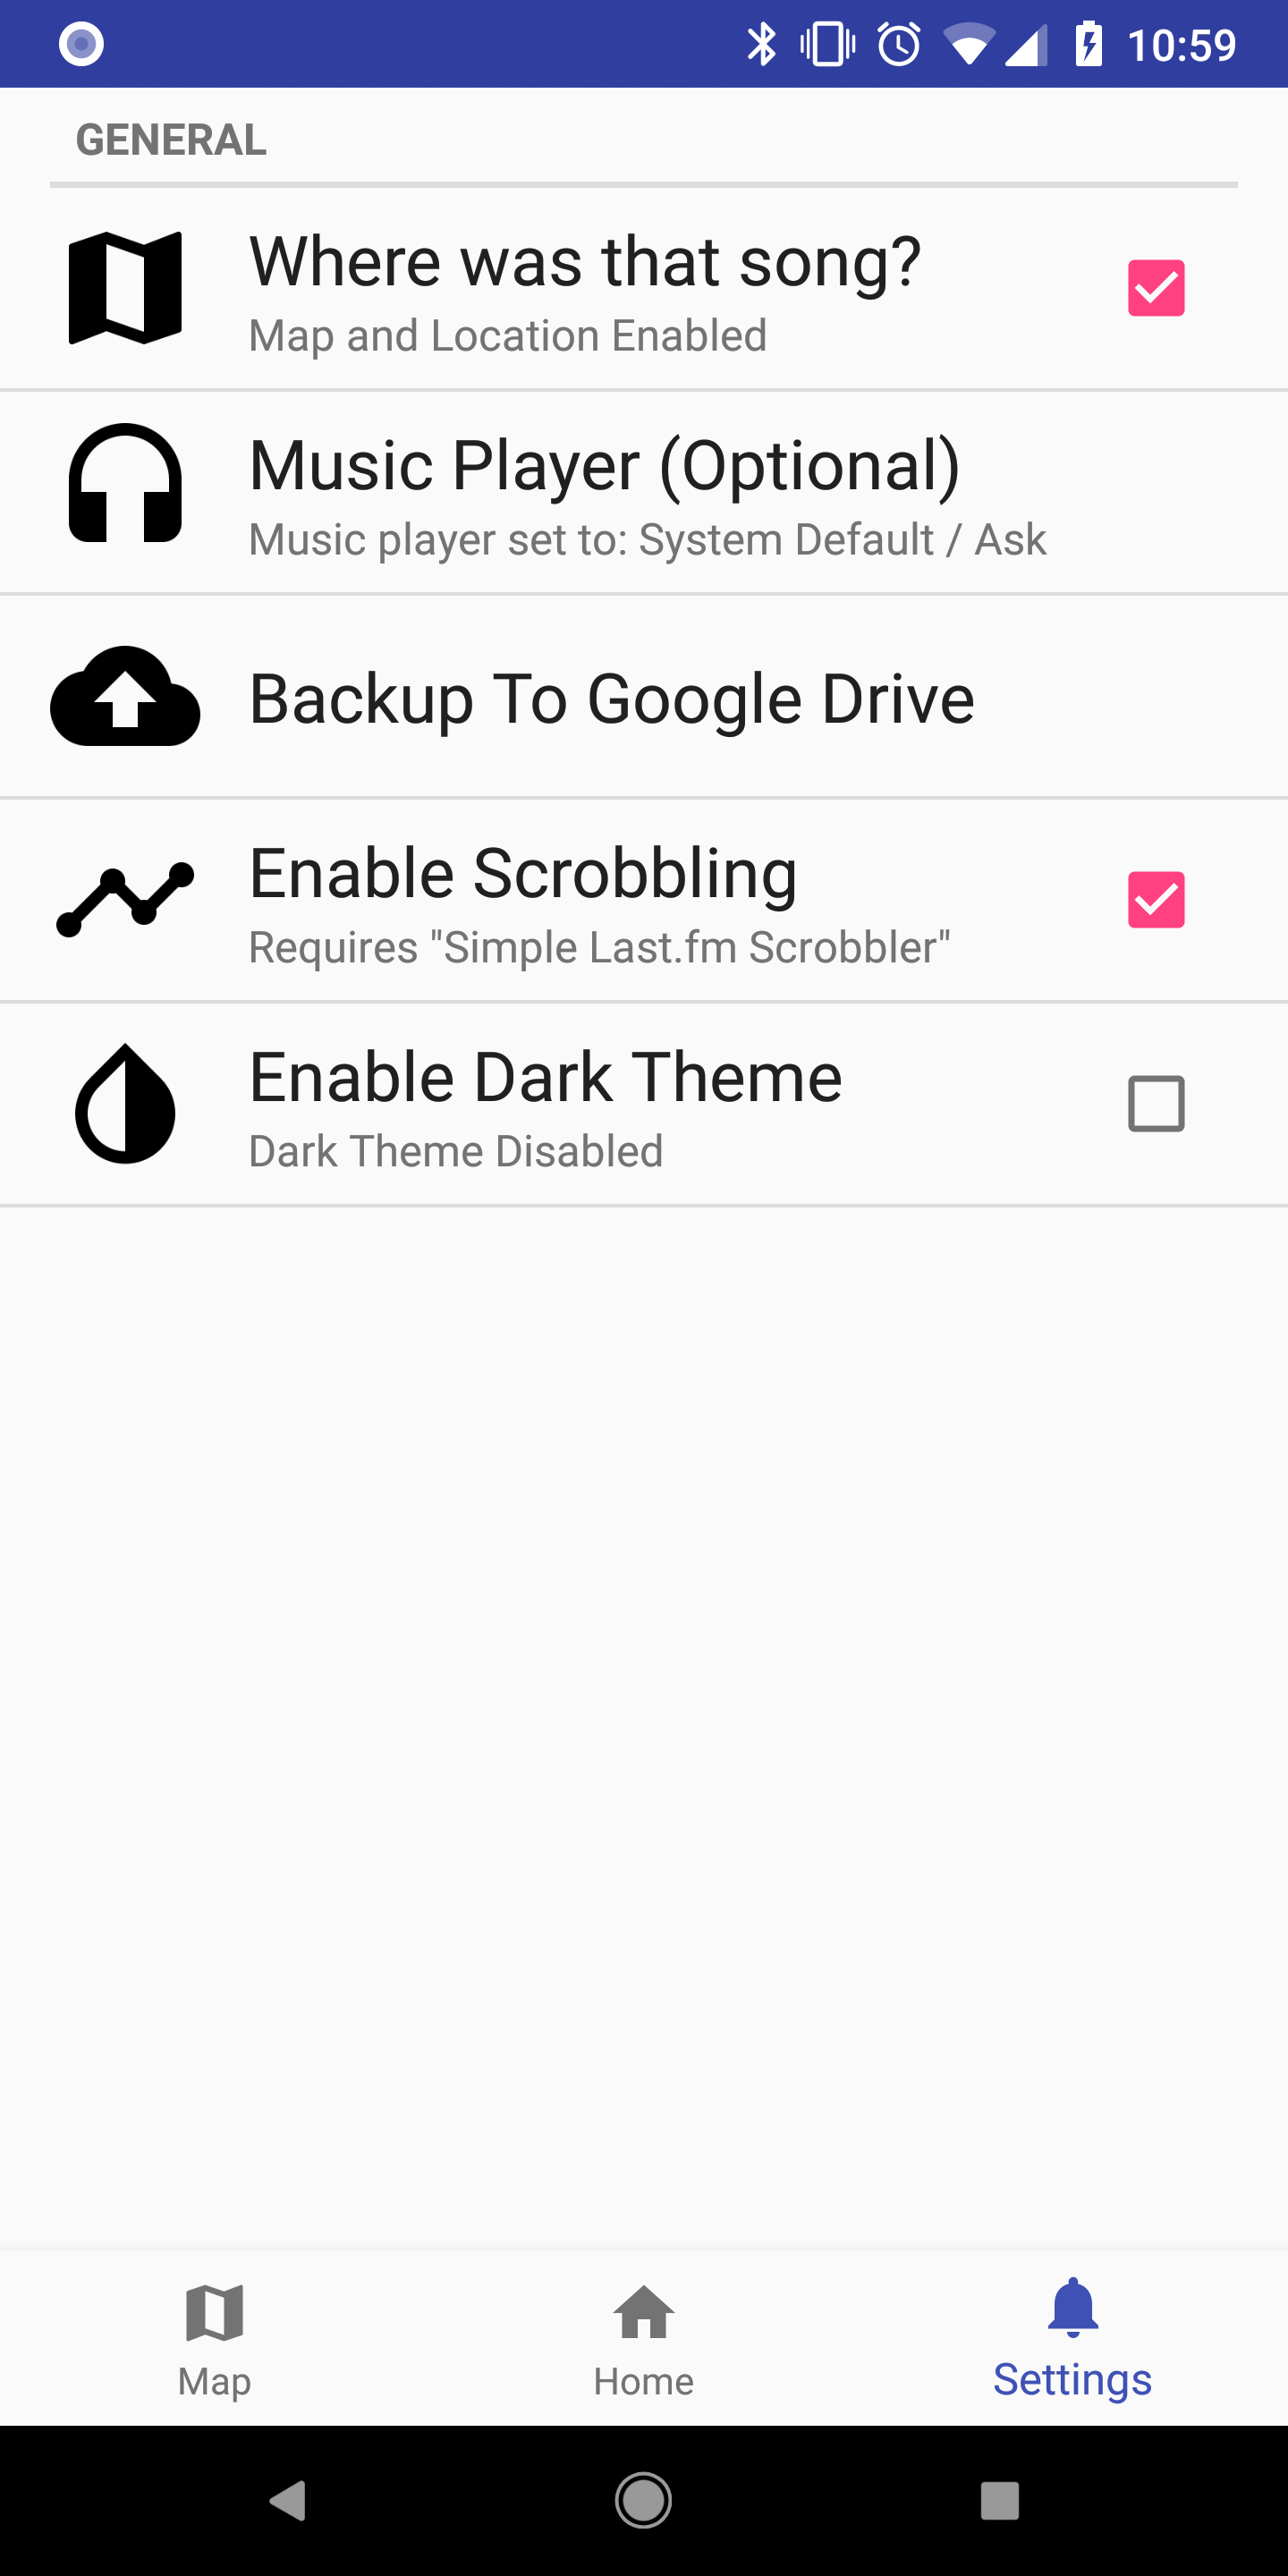 10:59
GENERAL
Where was that song?
Map and Location Enabled
Music Player (Optional)
Music player set to: System Default / Ask
Backup To Google Drive
Enable Scrobbling
Requires "Simple Last.fm Scrobbler"
Enable Dark Theme
Dark Theme Disabled
Map
Home
Settings